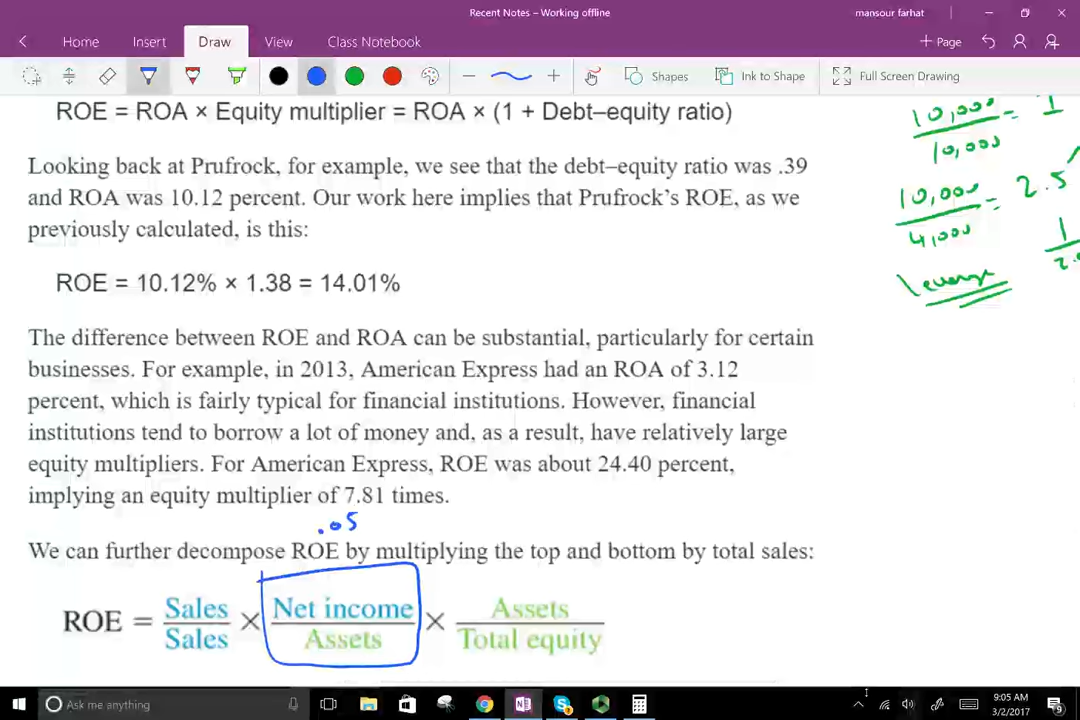 Recent Notes – Working offline
mansour farhat
Home Insert Draw View Class Notebook
Page
Shapes Ink to Shape Full Screen Drawing
ROE = ROA × Equity multiplier = ROA × (1 + Debt–equity ratio)
10,000 = 1
10,000
Looking back at Prufrock, for example, we see that the debt–equity ratio was .39
and ROA was 10.12 percent. Our work here implies that Prufrock's ROE, as we
previously calculated, is this:
10,000 = 2.5
4,000
1
leverage
ROE = 10.12% × 1.38 = 14.01%
The difference between ROE and ROA can be substantial, particularly for certain
businesses. For example, in 2013, American Express had an ROA of 3.12
percent, which is fairly typical for financial institutions. However, financial
institutions tend to borrow a lot of money and, as a result, have relatively large
equity multipliers. For American Express, ROE was about 24.40 percent,
implying an equity multiplier of 7.81 times.
.05
We can further decompose ROE by multiplying the top and bottom by total sales:
ROE = Sales × Net income × Assets
Sales Assets Total equity
Ask me anything
9:05 AM
3/2/2017